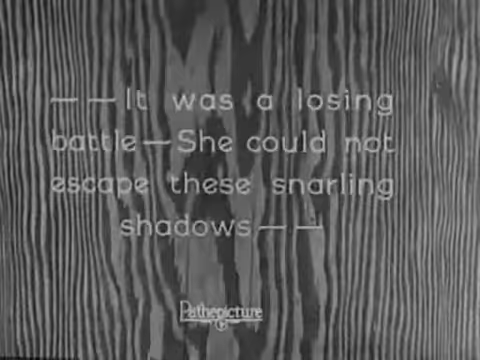 — — It was a losing
battle — She could not
escape these snarling
shadows — —
Pathepicture